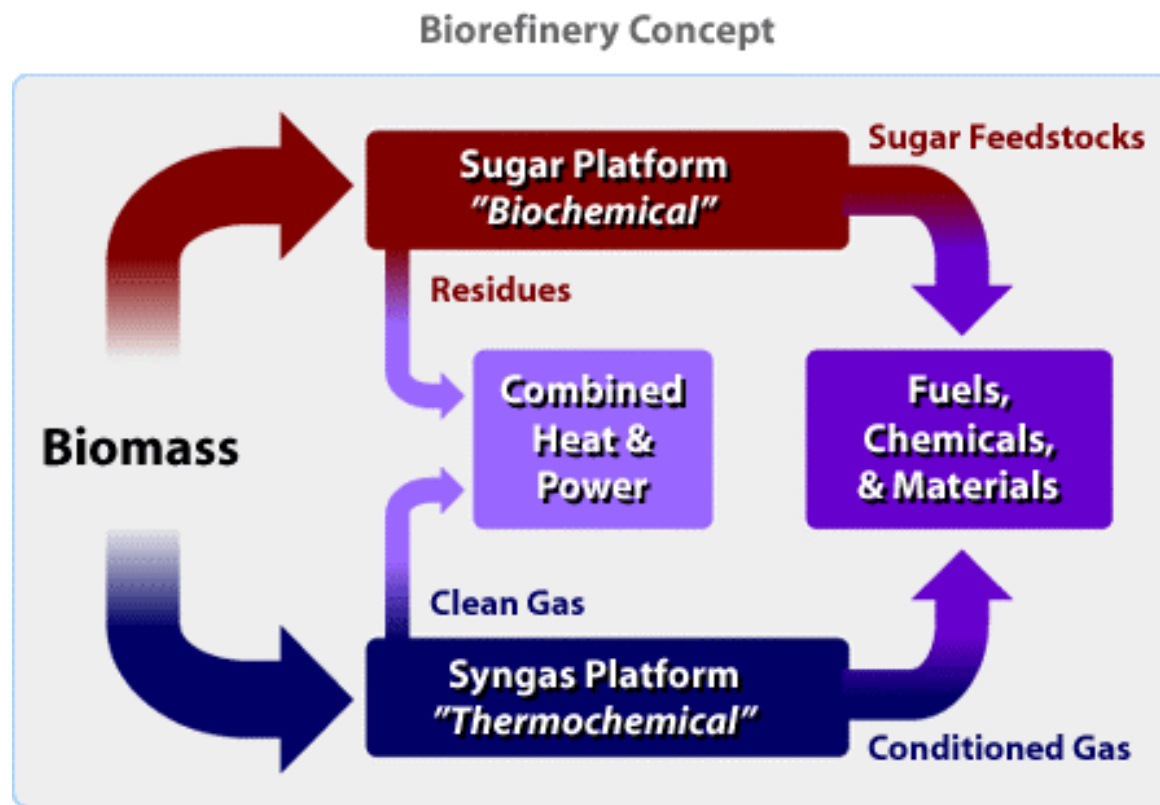 Biorefinery Concept
Sugar Feedstocks
Sugar Platform
”Biochemical”
Residues
Combined
Heat &
Power
Fuels,
Chemicals,
& Materials
Biomass
Clean Gas
Syngas Platform
”Thermochemical”
Conditioned Gas